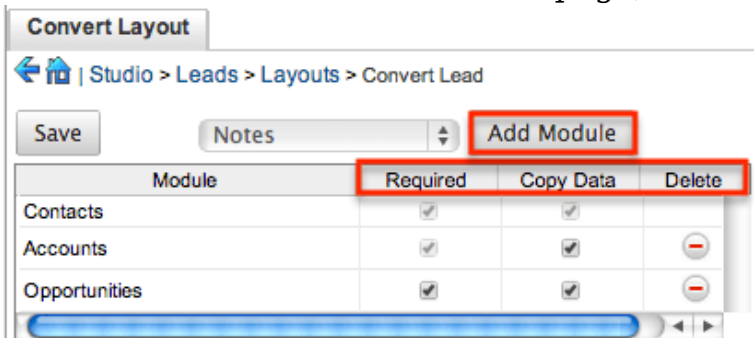 Convert Layout
| Studio > Leads > Layouts > Convert Lead
Save Notes Add Module
Module Required Copy Data Delete
Contacts
Accounts
Opportunities